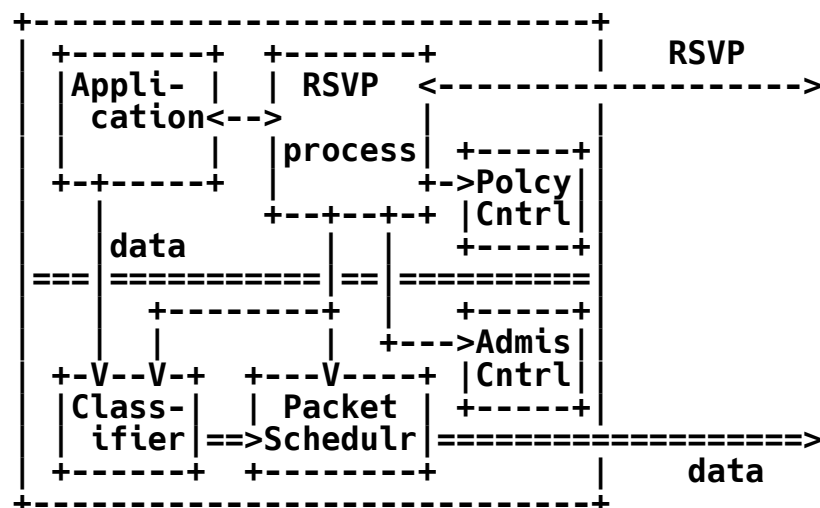 RSVP
Appli- RSVP
cation
process
Polcy
Cntrl
data
Admis
Cntrl
Class- Packet
ifier Schedulr
data